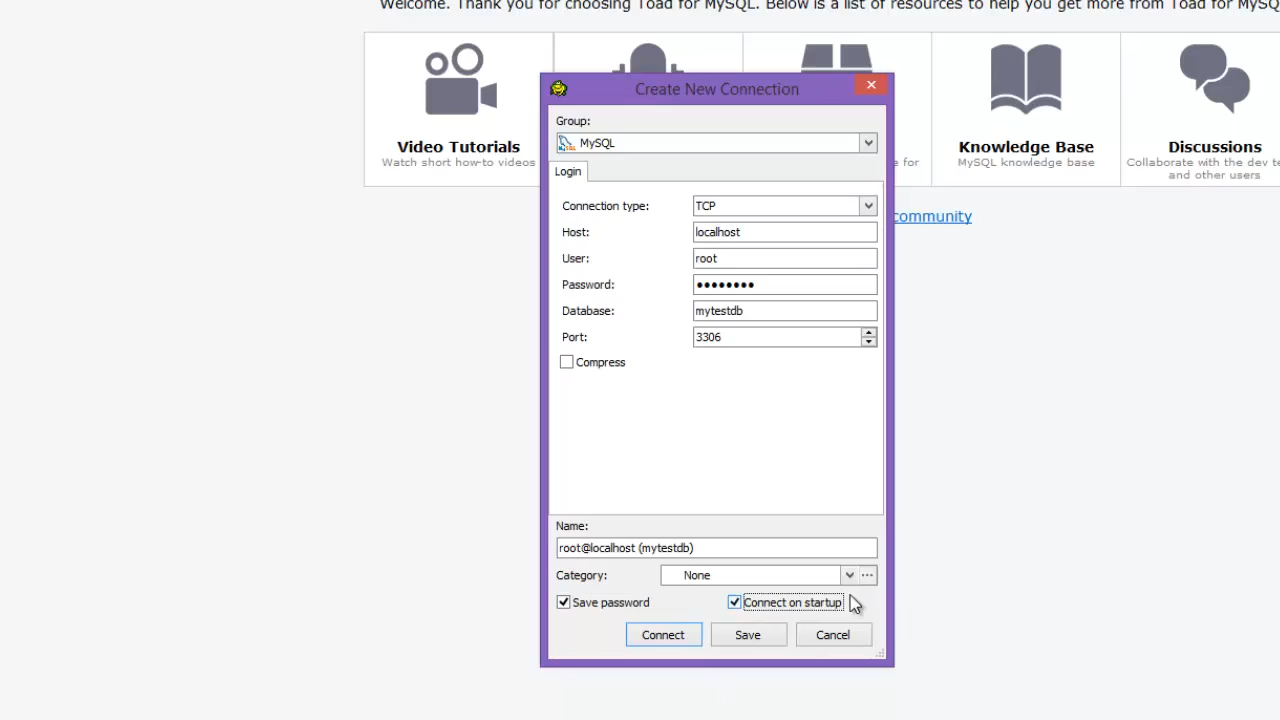 Welcome. Thank you for choosing Toad for MySQL. Below is a list of resources to help you get more from Toad for MySQ
Create New Connection
Group:
MySQL
Login
Connection type: TCP
Host: localhost
User: root
Password: ••••••••
Database: mytestdb
Port: 3306
Compress
Name:
root@localhost (mytestdb)
Category: None ...
Save password Connect on startup
Connect Save Cancel
Video Tutorials
Watch short how-to videos
e for
Knowledge Base
MySQL knowledge base
Discussions
Collaborate with the dev te
and other users
community